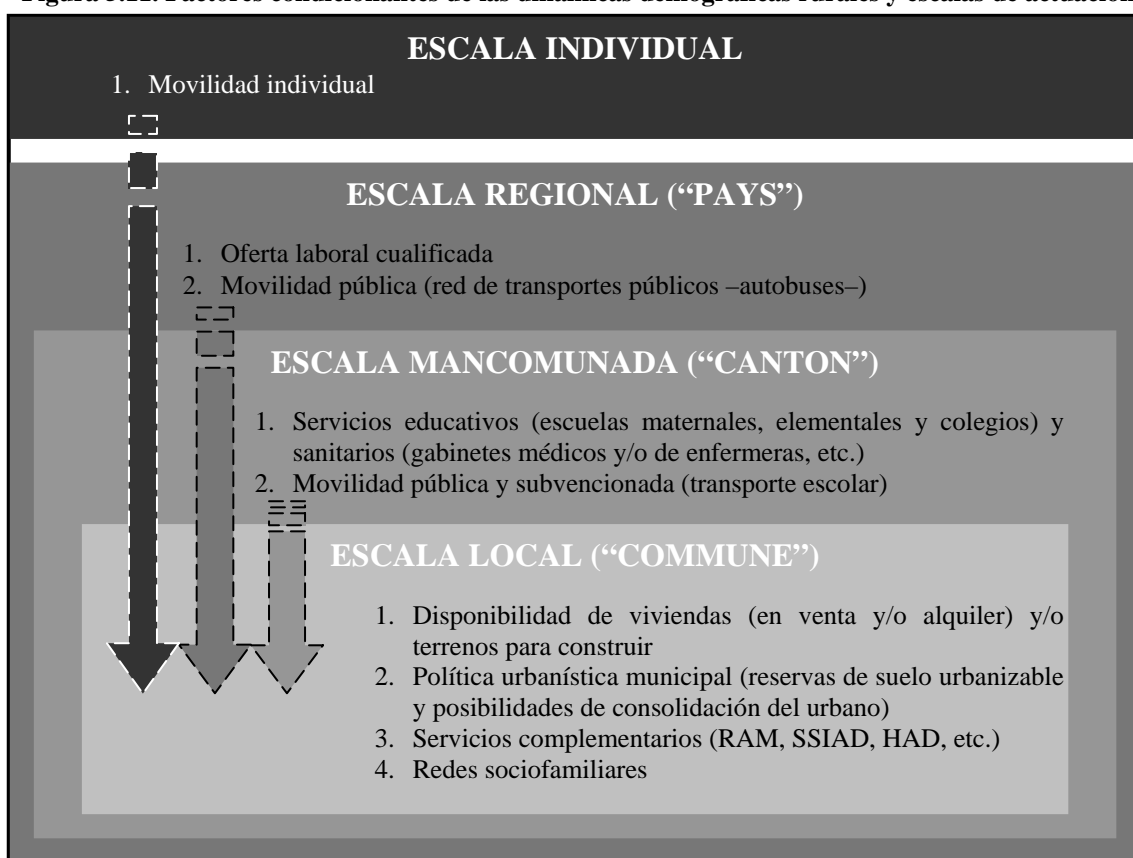 Figura Factores condicionantes de las dinámicas demográficas rurales y escalas de actuación
ESCALA INDIVIDUAL
1. Movilidad individual
ESCALA REGIONAL (“PAYS”)
1. Oferta laboral cualificada
2. Movilidad pública (red de transportes públicos –autobuses–)
ESCALA MANCOMUNADA (“CANTON”)
1. Servicios educativos (escuelas maternales, elementales y colegios) y
sanitarios (gabinetes médicos y/o de enfermeras, etc.)
2. Movilidad pública y subvencionada (transporte escolar)
ESCALA LOCAL (“COMMUNE”)
1. Disponibilidad de viviendas (en venta y/o alquiler) y/o
terrenos para construir
2. Política urbanística municipal (reservas de suelo urbanizable
y posibilidades de consolidación del urbano)
3. Servicios complementarios (RAM, SSIAD, HAD, etc.)
4. Redes sociofamiliares